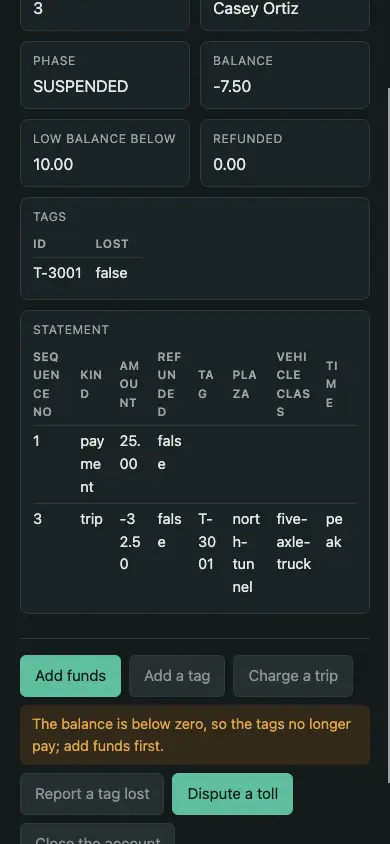 3 Casey Ortiz
PHASE BALANCE
SUSPENDED -7.50
LOW BALANCE BELOW REFUNDED
10.00 0.00
TAGS
ID LOST
T-3001 false
STATEMENT
SEQ
UEN
CE
NO
KIN
D
AM
OU
NT
REF
UN
DE
D
TA
G
PLA
ZA
VEHI
CLE
CLAS
S
TI
M
E
1
pay
me
nt
25.
00
fals
e
3
trip
-3
2.5
0
fals
e
T-
30
01
nort
h-
tun
nel
five-
axle-
truck
pe
ak
Add funds Add a tag Charge a trip
The balance is below zero, so the tags no longer
pay; add funds first.
Report a tag lost Dispute a toll
Close the account